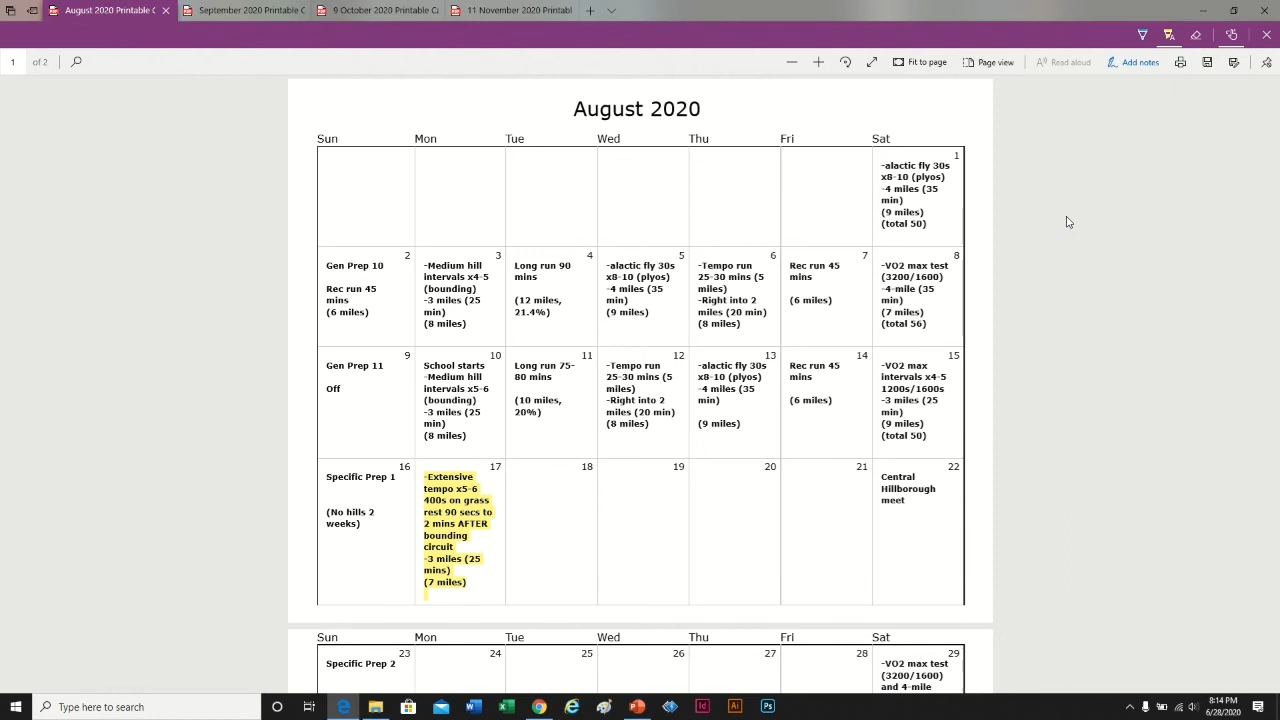 August 2020 Printable C
September 2020 Printable C
9 October 2020 Printable Ca
11 November 2020 Printabl
1
of 2
Fit to page
Page view
Read aloud
Add notes
August 2020
Sun Mon Tue Wed Thu Fri Sat
1
-alactic fly 30s
x8-10 (plyos)
-4 miles (35
min)
(9 miles)
(total 50)
2
Gen Prep 10
Rec run 45
mins
(6 miles)
3
-Medium hill
intervals x4-5
(bounding)
-3 miles (25
min)
(8 miles)
4
Long run 90
mins
(12 miles,
21.4%)
5
-alactic fly 30s
x8-10 (plyos)
-4 miles (35
min)
(9 miles)
6
-Tempo run
25-30 mins (5
miles)
-Right into 2
miles (20 min)
(8 miles)
7
Rec run 45
mins
(6 miles)
8
-VO2 max test
(3200/1600)
-4-mile (35
min)
(7 miles)
(total 56)
9
Gen Prep 11
Off
10
School starts
-Medium hill
intervals x5-6
(bounding)
-3 miles (25
min)
(8 miles)
11
Long run 75-
80 mins
(10 miles,
20%)
12
-Tempo run
25-30 mins (5
miles)
-Right into 2
miles (20 min)
(8 miles)
13
-alactic fly 30s
x8-10 (plyos)
-4 miles (35
min)
(9 miles)
14
Rec run 45
mins
(6 miles)
15
-VO2 max
intervals x4-5
1200s/1600s
-3 miles (25
min)
(9 miles)
(total 50)
16
Specific Prep 1
(No hills 2
weeks)
17
-Extensive
tempo x5-6
400s on grass
rest 90 secs to
2 mins AFTER
bounding
circuit
-3 miles (25
mins)
(7 miles)
18
19
20
21
22
Central
Hillborough
meet
Sun Mon Tue Wed Thu Fri Sat
23
Specific Prep 2
24
25
26
27
28
29
-VO2 max test
(3200/1600)
and 4-mile
Type here to search
8:14 PM
6/28/2020